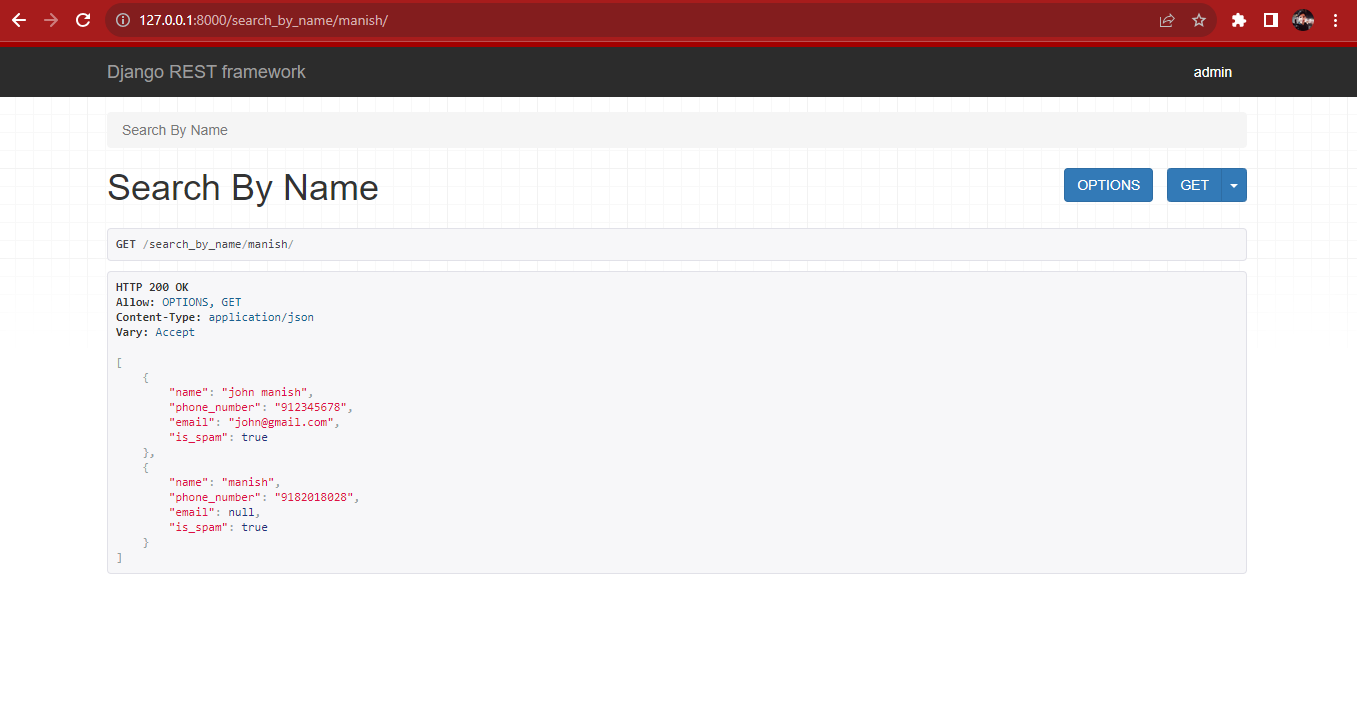 127.0.0.1:8000/search_by_name/manish/
Django REST framework
admin
Search By Name
Search By Name
OPTIONS
GET
GET /search_by_name/manish/
HTTP 200 OK
Allow: OPTIONS, GET
Content-Type: application/json
Vary: Accept
[
    {
        "name": "john manish",
        "phone_number": "912345678",
        "email": "john@gmail.com",
        "is_spam": true
    },
    {
        "name": "manish",
        "phone_number": "9182018028",
        "email": null,
        "is_spam": true
    }
]